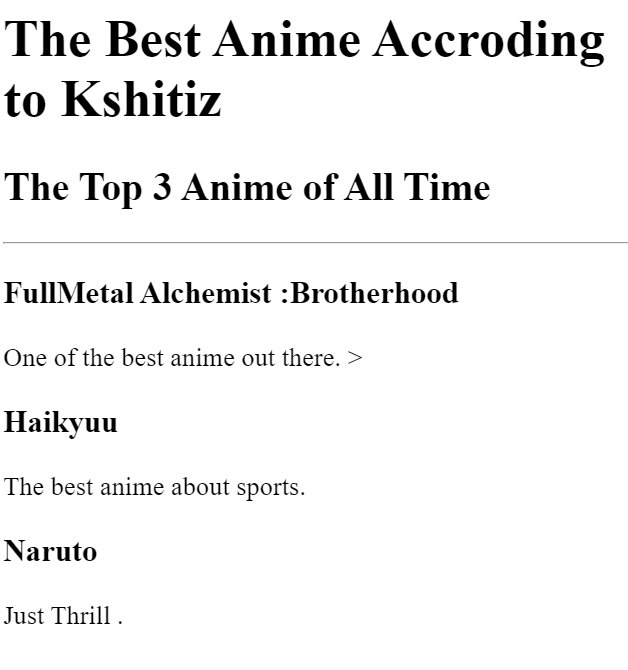 The Best Anime Accroding
to Kshitiz
The Top 3 Anime of All Time
FullMetal Alchemist :Brotherhood
One of the best anime out there. >
Haikyuu
The best anime about sports.
Naruto
Just Thrill .